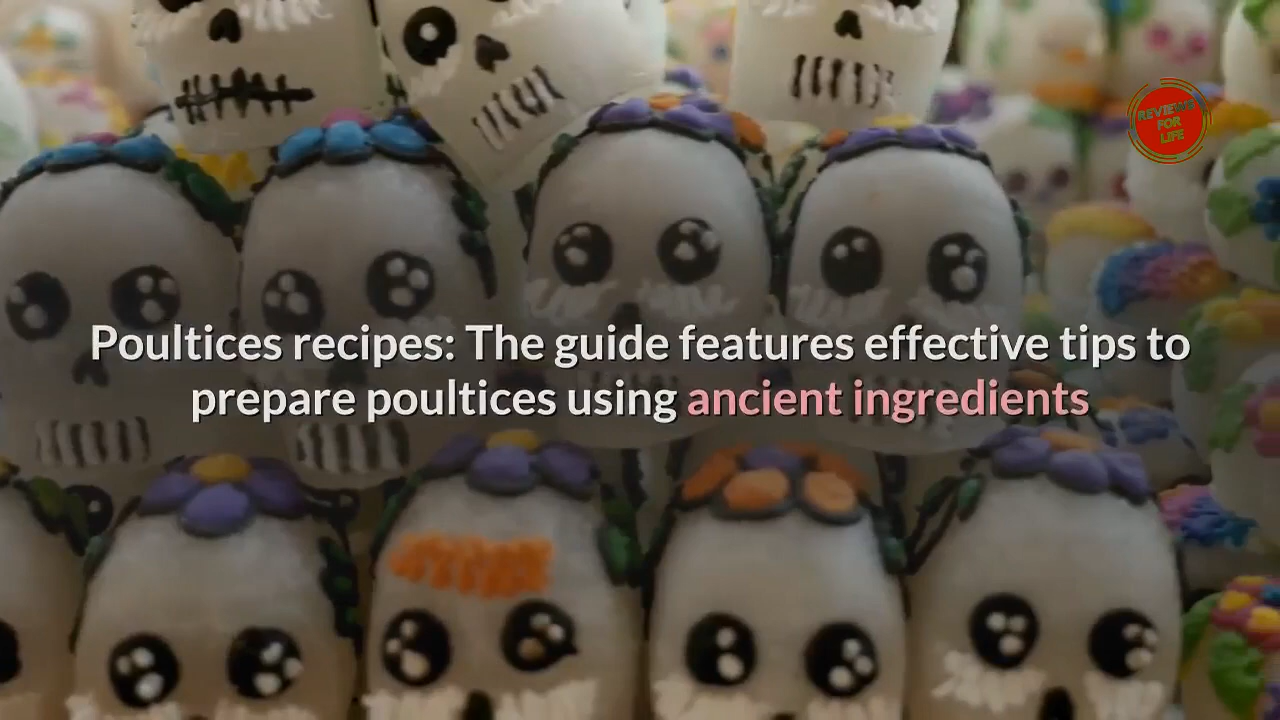 REVIEWS
FOR
LIFE
Poultices recipes: The guide features effective tips to
prepare poultices using ancient ingredients